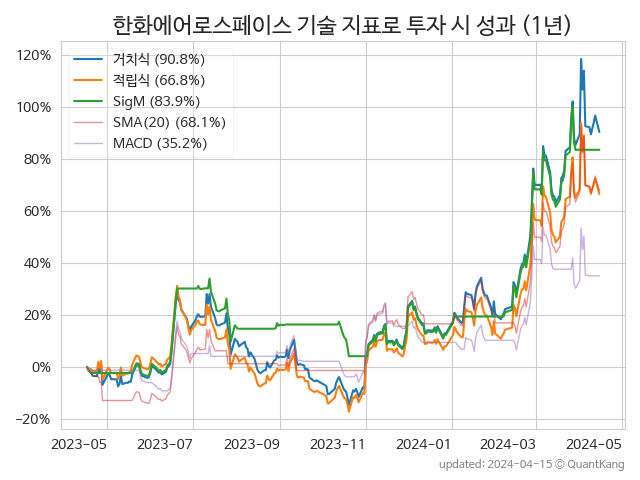 한화에어로스페이스 기술 지표로 투자 시 성과 (1년)
120%
100%
80%
60%
40%
20%
0%
−20%
거치식 (90.8%)
적립식 (66.8%)
SigM (83.9%)
SMA(20) (68.1%)
MACD (35.2%)
2023-05
2023-07
2023-09
2023-11
2024-01
2024-03
2024-05
updated: 2024-04-15 © QuantKang